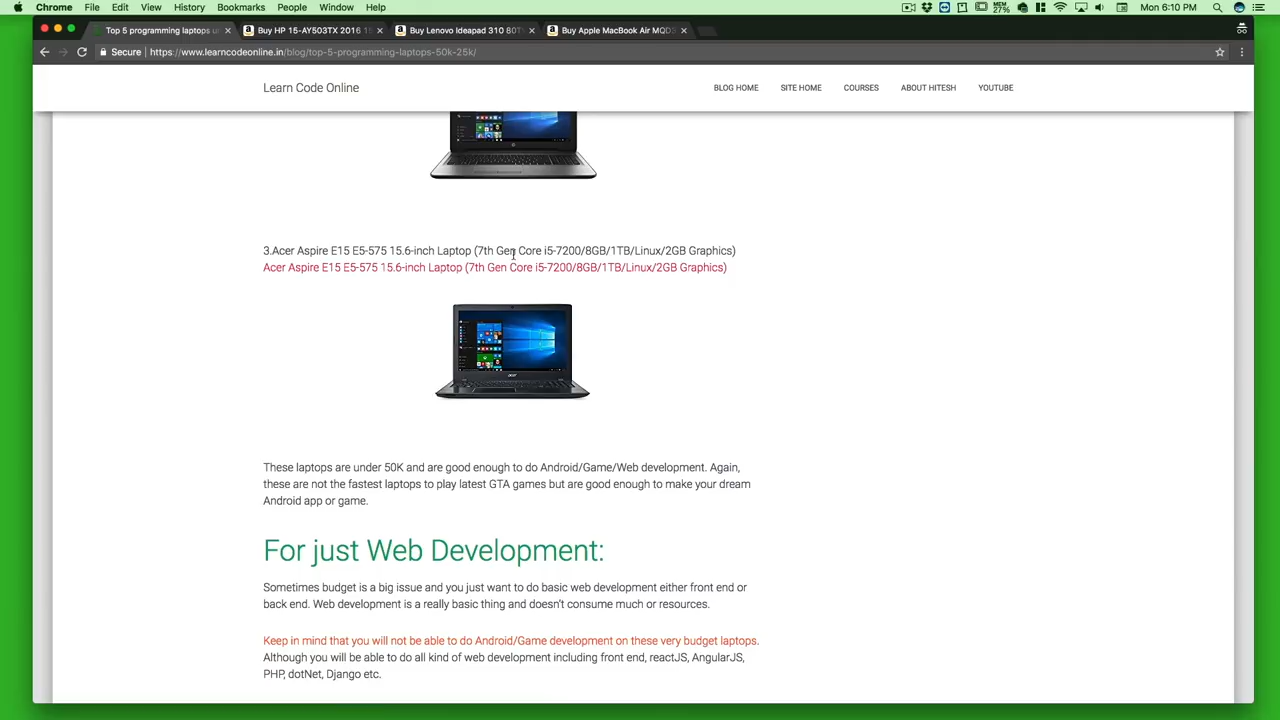 Chrome File Edit View History Bookmarks People Window Help
MEM 27%
Mon 6:10 PM
Top 5 programming laptops u
Buy HP 15-AY503TX 2016 15
Buy Lenovo Ideapad 310 80T
Buy Apple MacBook Air MQD3
Secure https://www.learncodeonline.in/blog/top-5-programming-laptops-50k-25k/
Learn Code Online
BLOG HOME SITE HOME COURSES ABOUT HITESH YOUTUBE
3.Acer Aspire E15 E5-575 15.6-inch Laptop (7th Gen Core i5-7200/8GB/1TB/Linux/2GB Graphics)
Acer Aspire E15 E5-575 15.6-inch Laptop (7th Gen Core i5-7200/8GB/1TB/Linux/2GB Graphics)
acer
These laptops are under 50K and are good enough to do Android/Game/Web development. Again,
these are not the fastest laptops to play latest GTA games but are good enough to make your dream
Android app or game.
For just Web Development:
Sometimes budget is a big issue and you just want to do basic web development either front end or
back end. Web development is a really basic thing and doesn't consume much or resources.
Keep in mind that you will not be able to do Android/Game development on these very budget laptops.
Although you will be able to do all kind of web development including front end, reactJS, AngularJS,
PHP, dotNet, Django etc.